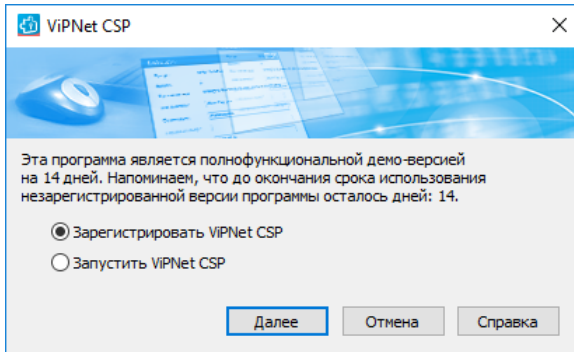 ViPNet CSP
Эта программа является полнофункциональной демо-версией
на 14 дней. Напоминаем, что до окончания срока использования
незарегистрированной версии программы осталось дней: 14.
Зарегистрировать ViPNet CSP
Запустить ViPNet CSP
Далее
Отмена
Справка